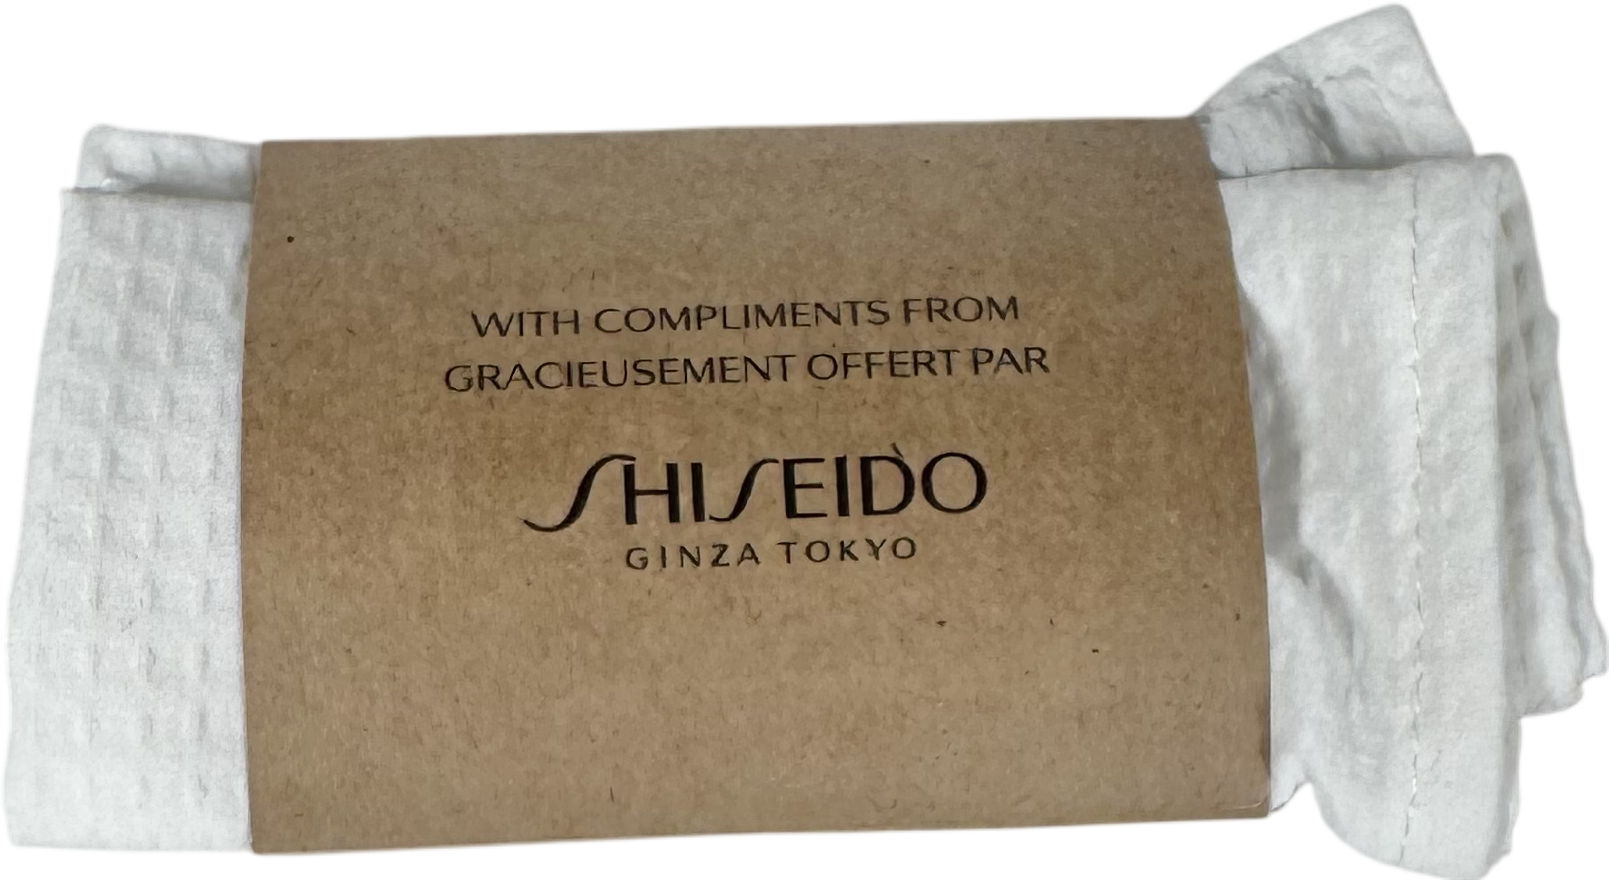 WITH COMPLIMENTS FROM
GRACIEUSEMENT OFFERT PAR
SHISEIDO
GINZA TOKYO